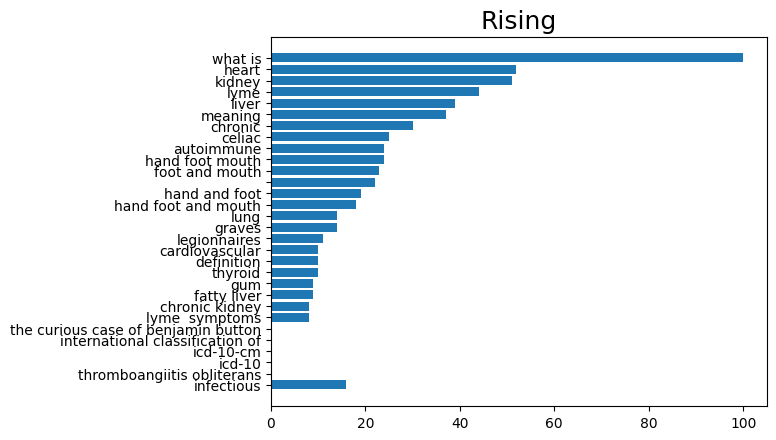 Rising
what is
heart
kidney
lyme
liver
meaning
chronic
celiac
autoimmune
hand foot mouth
foot and mouth
hand and foot
hand foot and mouth
lung
graves
legionnaires
cardiovascular
definition
thyroid
gum
fatty liver
chronic kidney
lyme  symptoms
the curious case of benjamin button
international classification of
icd-10-cm
icd-10
thromboangiitis obliterans
infectious
0 20 40 60 80 100